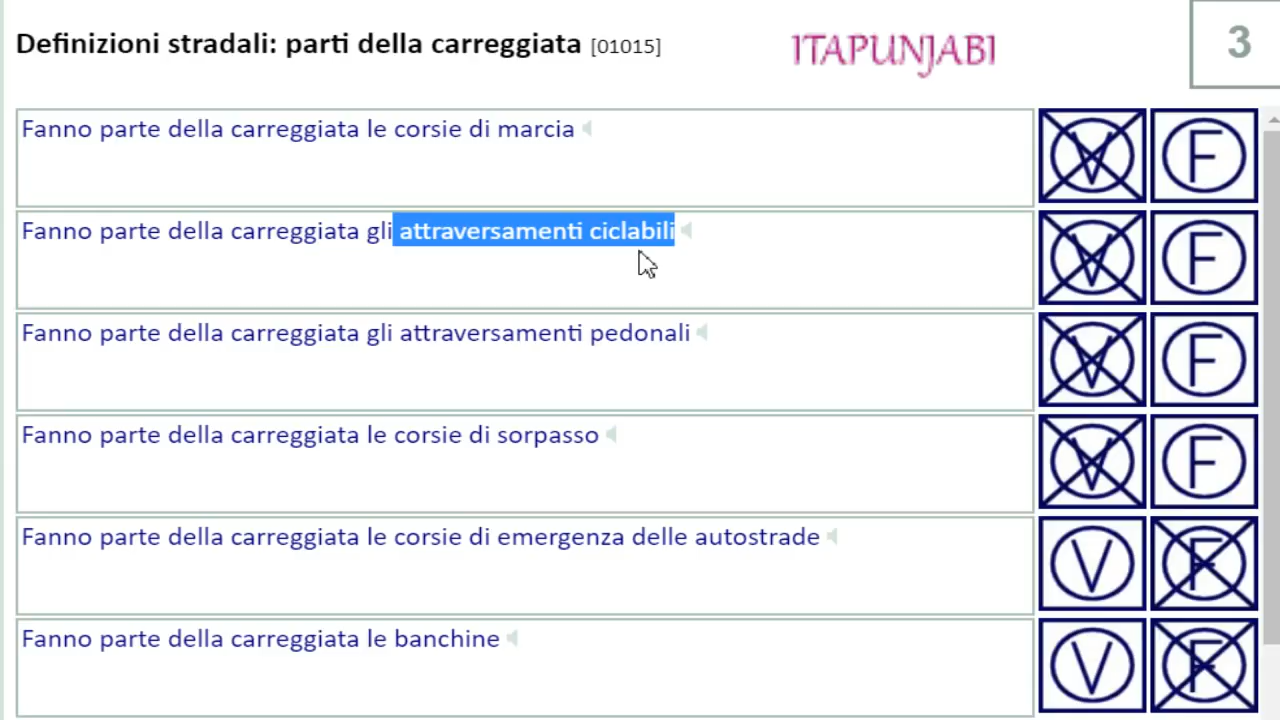 Definizioni stradali: parti della carreggiata [01015]
ITAPUNJABI
3
Fanno parte della carreggiata le corsie di marcia
V F
Fanno parte della carreggiata gli attraversamenti ciclabili
V F
Fanno parte della carreggiata gli attraversamenti pedonali
V F
Fanno parte della carreggiata le corsie di sorpasso
V F
Fanno parte della carreggiata le corsie di emergenza delle autostrade
V F
Fanno parte della carreggiata le banchine
V F